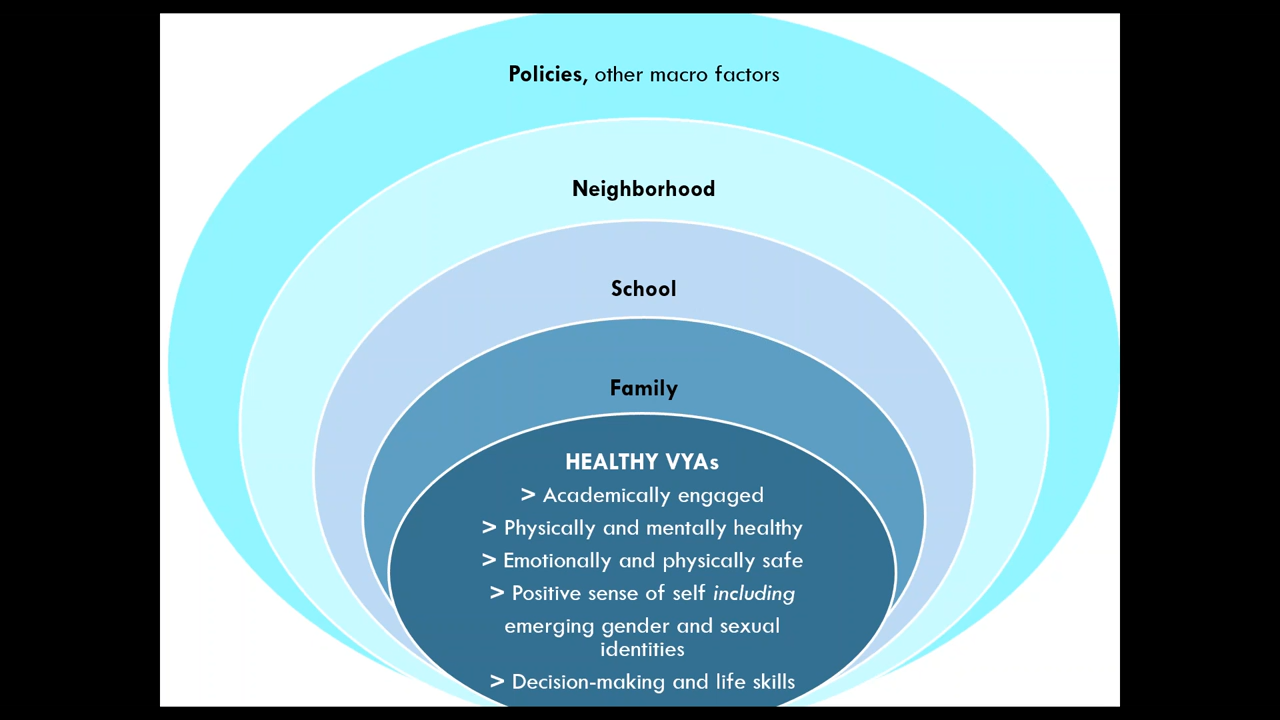 Policies, other macro factors
Neighborhood
School
Family
HEALTHY VYAs
> Academically engaged
> Physically and mentally healthy
> Emotionally and physically safe
> Positive sense of self including
emerging gender and sexual
identities
> Decision-making and life skills